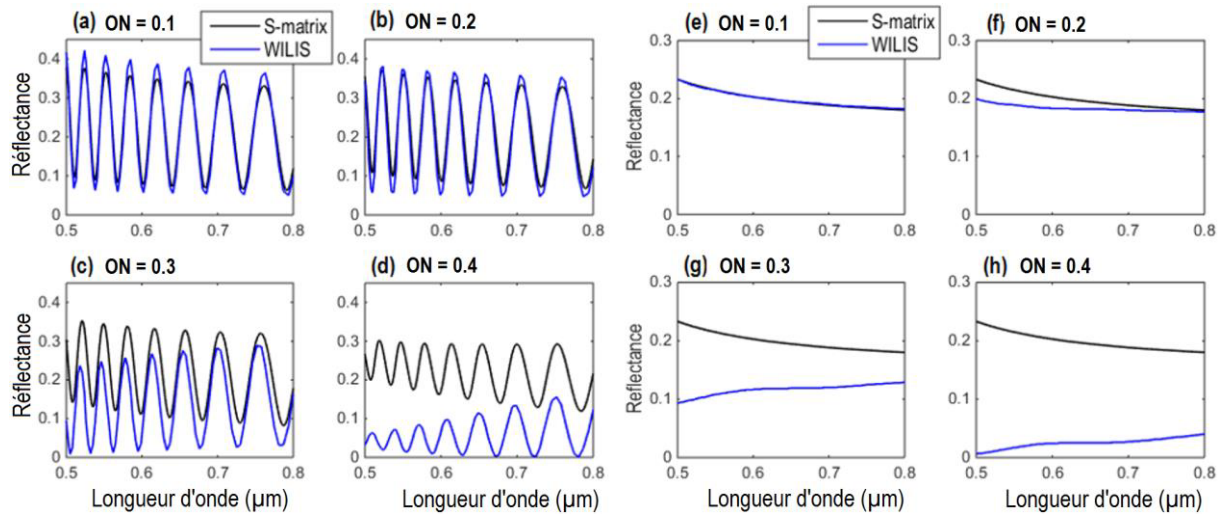 (a) ON = 0.1
S-matrix
WILIS
(b) ON = 0.2
0.4
0.3
0.2
0.1
0
Réflectance
0.5 0.6 0.7 0.8
0.4
0.3
0.2
0.1
0
0.5 0.6 0.7 0.8
(c) ON = 0.3
(d) ON = 0.4
0.4
0.3
0.2
0.1
0
Réflectance
0.5 0.6 0.7 0.8
Longueur d'onde (µm)
0.4
0.3
0.2
0.1
0
0.5 0.6 0.7 0.8
Longueur d'onde (µm)
(e) ON = 0.1
S-matrix
WILIS
(f) ON = 0.2
0.3
0.2
0.1
0
Reflectance
0.5 0.6 0.7 0.8
0.3
0.2
0.1
0
0.5 0.6 0.7 0.8
(g) ON = 0.3
(h) ON = 0.4
0.3
0.2
0.1
0
Reflectance
0.5 0.6 0.7 0.8
Longueur d'onde (µm)
0.3
0.2
0.1
0
0.5 0.6 0.7 0.8
Longueur d'onde (µm)